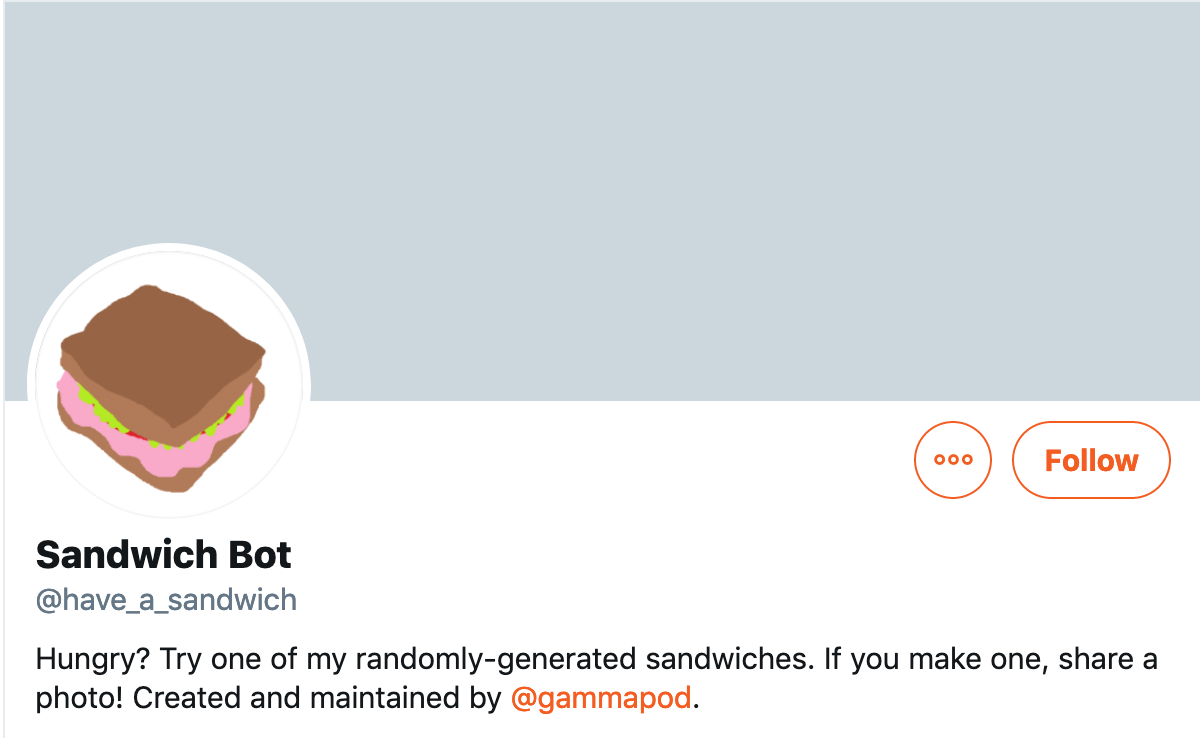 Follow
Sandwich Bot
@have_a_sandwich
Hungry? Try one of my randomly-generated sandwiches. If you make one, share a
photo! Created and maintained by @gammapod.